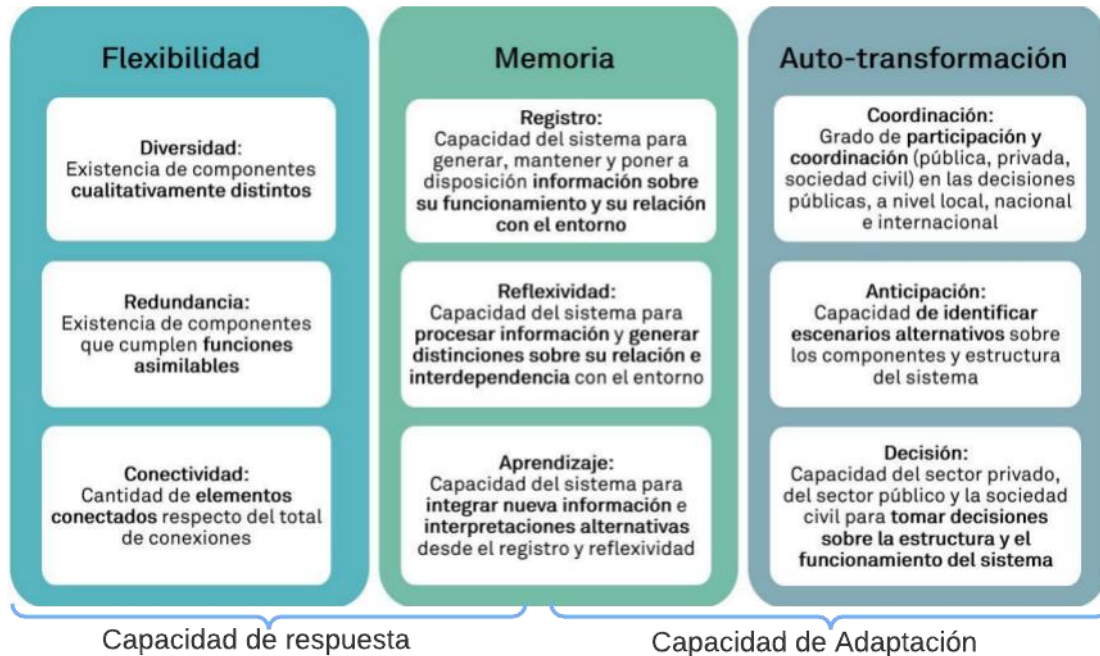 Flexibilidad
Diversidad:
Existencia de componentes
cualitativamente distintos
Redundancia:
Existencia de componentes
que cumplen funciones
asimilables
Conectividad:
Cantidad de elementos
conectados respecto del total
de conexiones
Memoria
Registro:
Capacidad del sistema para
generar, mantener y poner a
disposición información sobre
su funcionamiento y su relación
con el entorno
Reflexividad:
Capacidad del sistema para
procesar información y generar
distinciones sobre su relación e
interdependencia con el entorno
Aprendizaje:
Capacidad del sistema para
integrar nueva información e
interpretaciones alternativas
desde el registro y reflexividad
Auto-transformación
Coordinación:
Grado de participación y
coordinación (pública, privada,
sociedad civil) en las decisiones
públicas, a nivel local, nacional
e internacional
Anticipación:
Capacidad de identificar
escenarios alternativos sobre
los componentes y estructura
del sistema
Decisión:
Capacidad del sector privado,
del sector público y la sociedad
civil para tomar decisiones
sobre la estructura y el
funcionamiento del sistema
Capacidad de respuesta
Capacidad de Adaptación